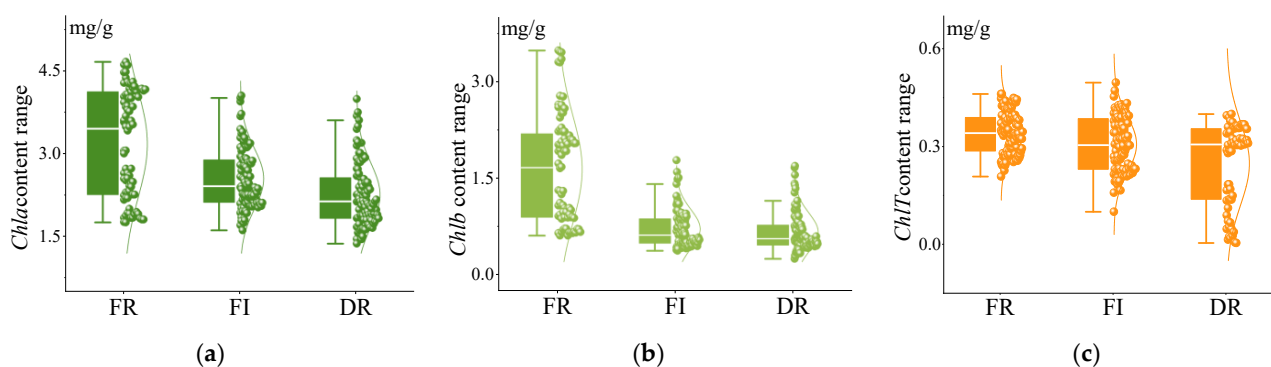 mg/g
Chla content range
4.5
3.0
1.5
FR FI DR
(a)
mg/g
Chlb content range
3.0
1.5
0.0
FR FI DR
(b)
mg/g
ChlT content range
0.6
0.3
0.0
FR FI DR
(c)